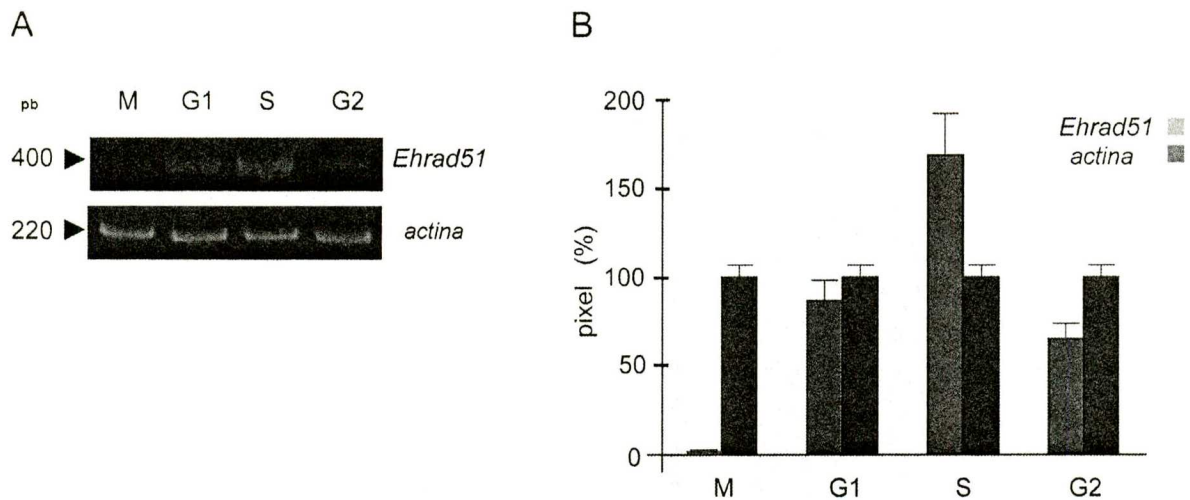 A
pb M G1 S G2
400 Ehrad51
220 actina
B
pixel (%)
200
150
100
50
0
M G1 S G2
Ehrad51
actina